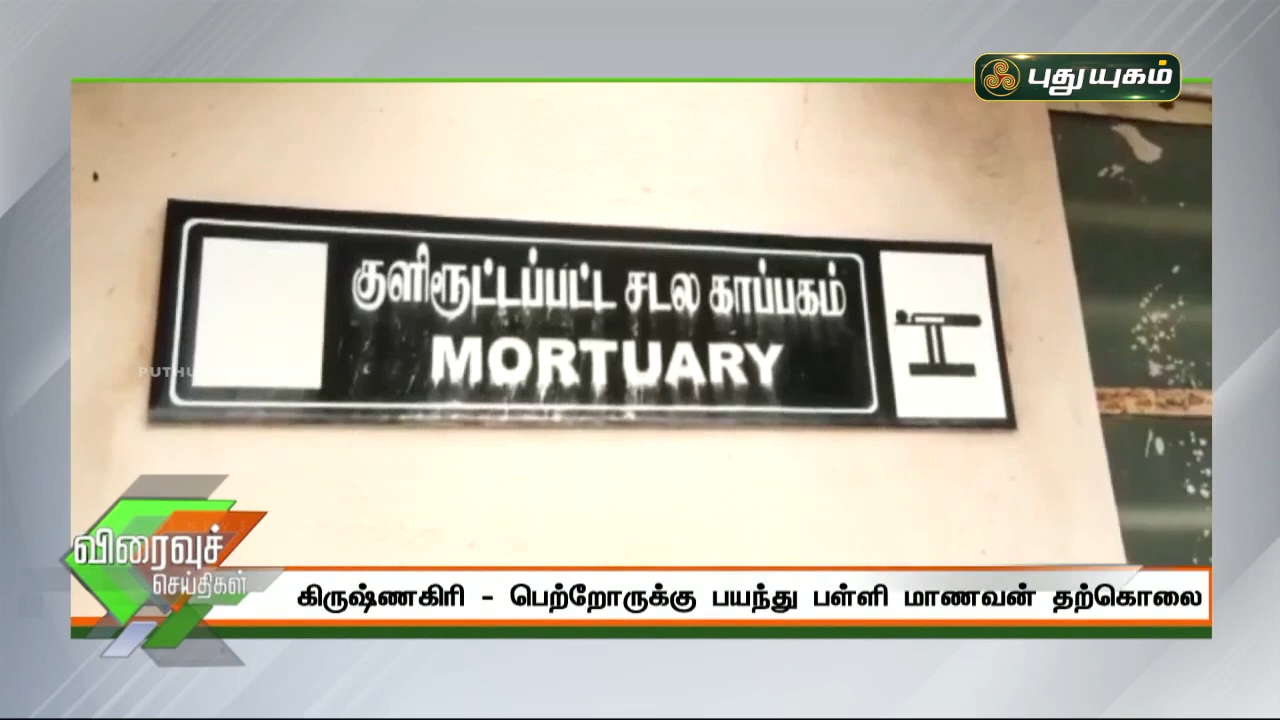 புதுயுகம்
குளிரூட்டப்பட்ட சடல காப்பகம்
MORTUARY
விரைவுச்
செய்திகள்
கிருஷ்ணகிரி - பெற்றோருக்கு பயந்து பள்ளி மாணவன் தற்கொலை